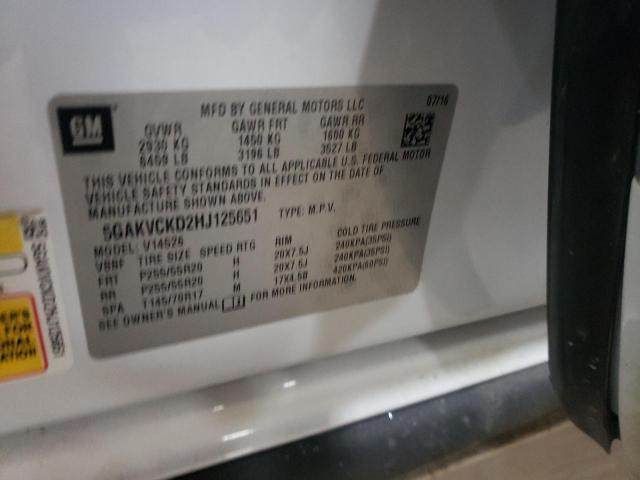 GM
MFD BY GENERAL MOTORS LLC 07/16
GVWR GAWR FRT GAWR RR
2930 KG 1450 KG 1600 KG
6459 LB 3196 LB 3527 LB
THIS VEHICLE CONFORMS TO ALL APPLICABLE U.S. FEDERAL MOTOR
VEHICLE SAFETY STANDARDS IN EFFECT ON THE DATE OF
MANUFACTURE SHOWN ABOVE.
5GAKVCKD2HJ125651 TYPE: M.P.V.
MODEL: V14526
VBBF TIRE SIZE SPEED RTG RIM COLD TIRE PRESSURE
FRT P255/55R20 H 20X7.5J 240KPA(35PSI)
RR P255/55R20 H 20X7.5J 240KPA(35PSI)
SPA T145/70R17 M 17X4.5B 420KPA(60PSI)
SEE OWNER'S MANUAL FOR MORE INFORMATION.
5GAKVCKD2HJ125651